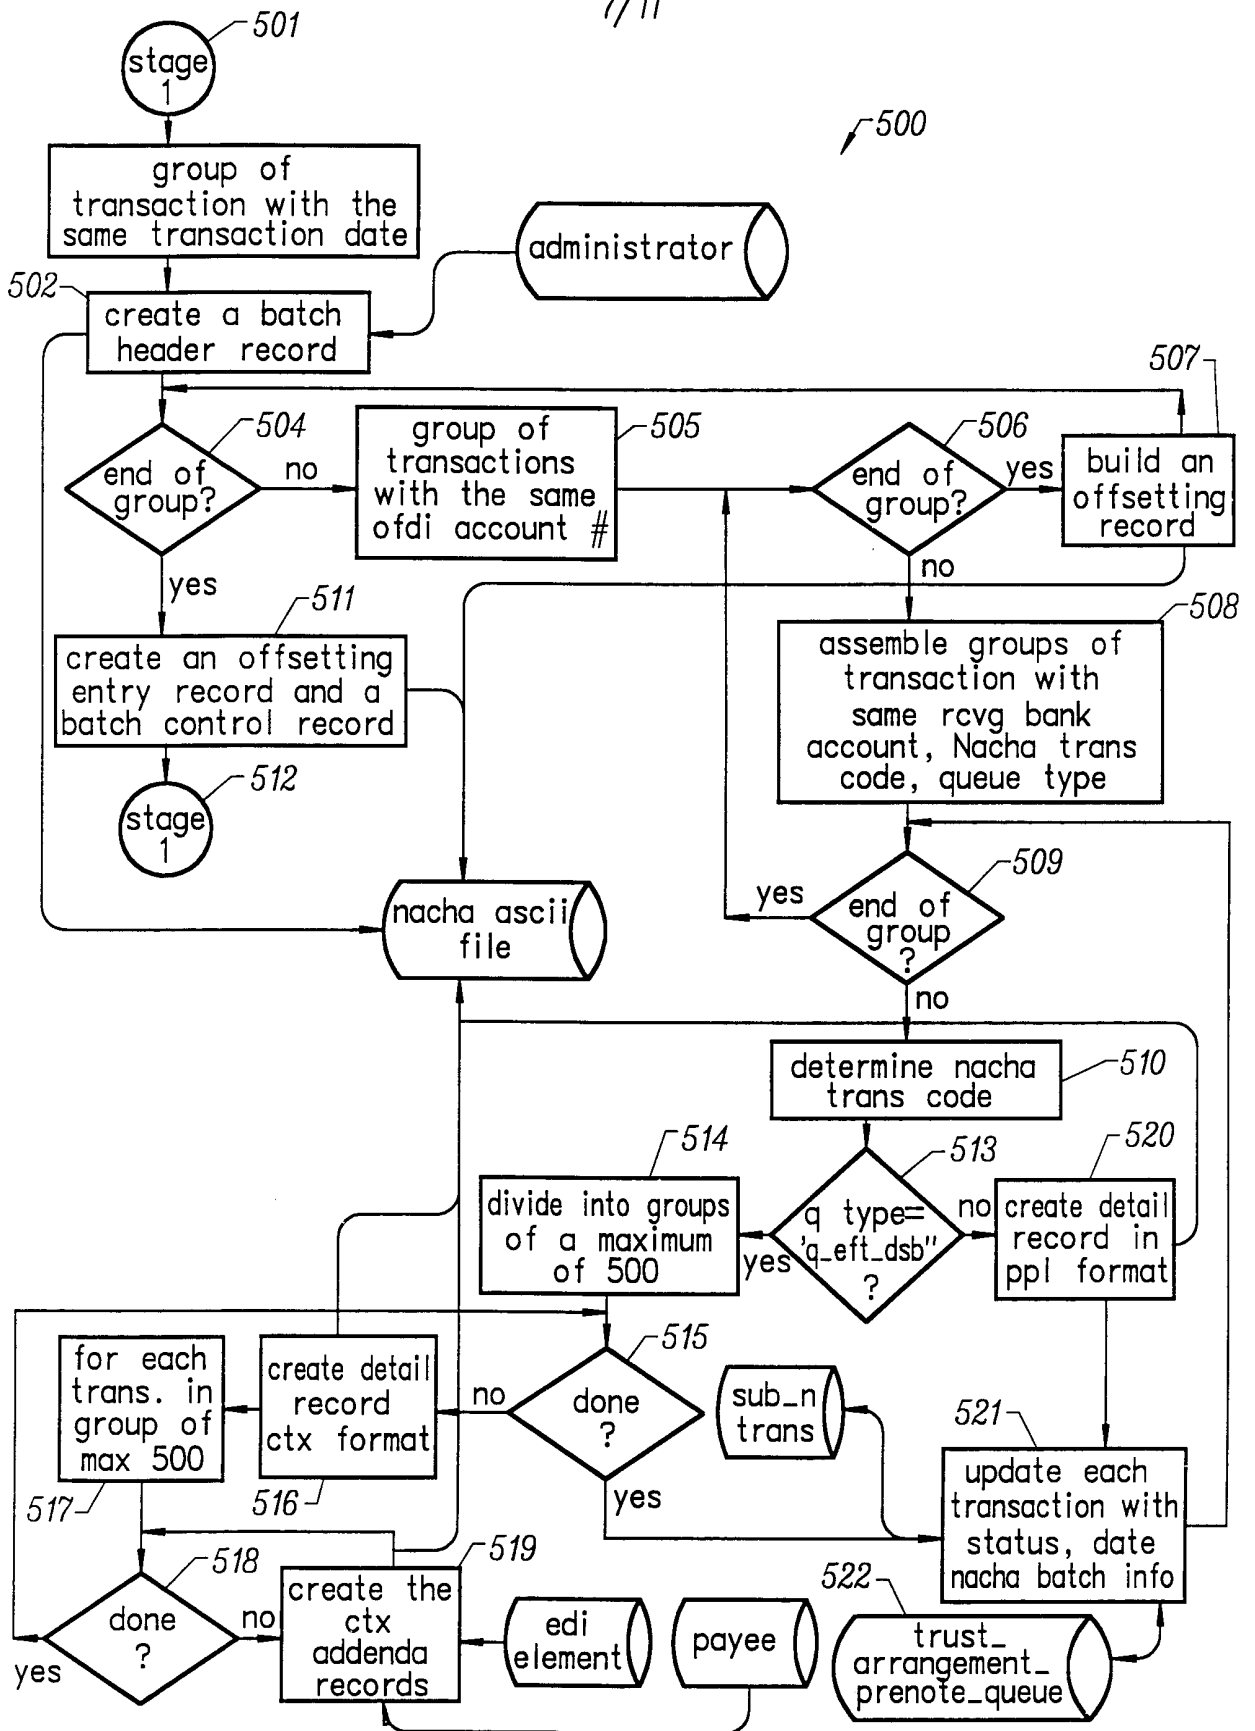 7/11
501
stage
1
500
group of
transaction with the
same transaction date
administrator
502
create a batch
header record
507
504
group of
transactions
with the same
ofdi account #
505
506
end of
group?
no
end of
group?
yes
build an
offsetting
record
yes
no
511
508
create an offsetting
entry record and a
batch control record
assemble groups of
transaction with
same rcvg bank
account, Nacha trans
code, queue type
512
stage
1
509
yes
end of
group
?
nacha ascii
file
no
determine nacha
trans code
510
514
513
520
divide into groups
of a maximum
of 500
yes
q type=
'q_eft_dsb"
?
no
create detail
record in
ppl format
for each
trans. in
group of
max 500
create detail
record
ctx format
no
515
done
?
sub_n
trans
521
517
516
yes
update each
transaction with
status, date
nacha batch info
518
519
522
done
?
no
create the
ctx
addenda
records
edi
element
payee
trust_
arrangement_
prenote_queue
yes